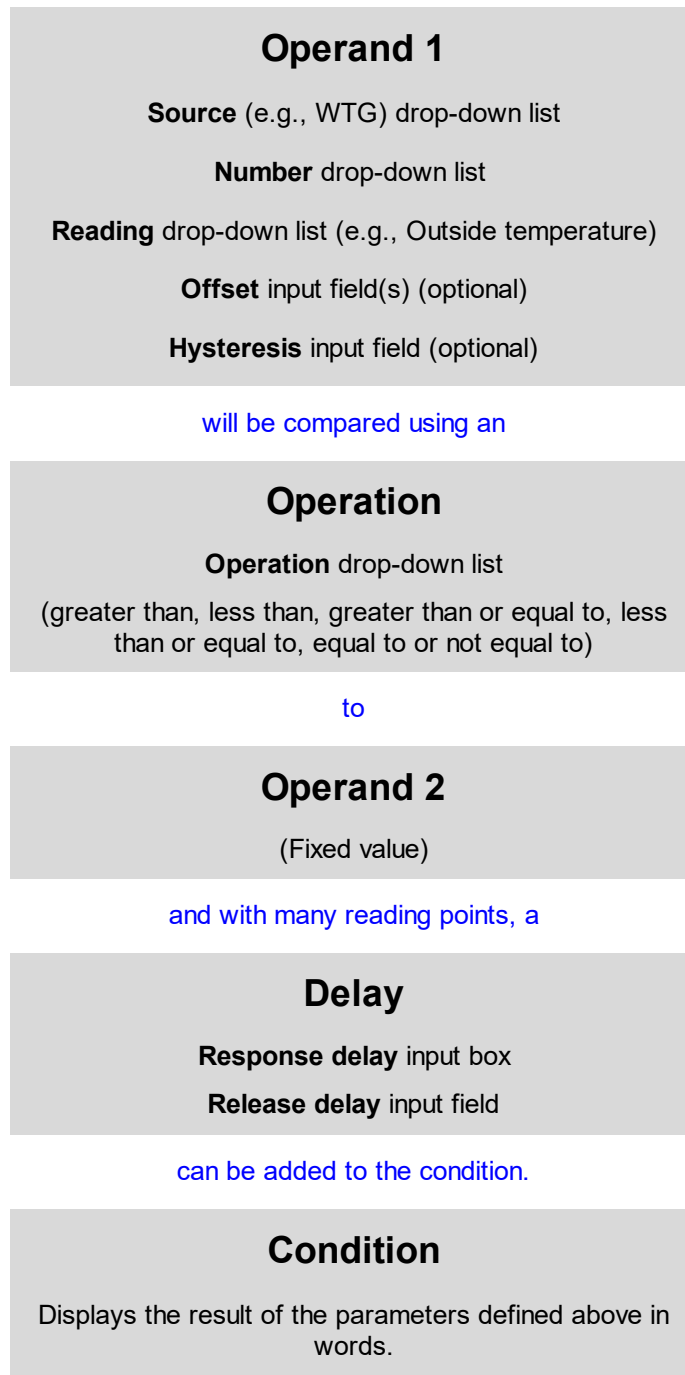 Operand 1
Source (e.g., WTG) drop-down list
Number drop-down list
Reading drop-down list (e.g., Outside temperature)
Offset input field(s) (optional)
Hysteresis input field (optional)
will be compared using an
Operation
Operation drop-down list
(greater than, less than, greater than or equal to, less
than or equal to, equal to or not equal to)
to
Operand 2
(Fixed value)
and with many reading points, a
Delay
Response delay input box
Release delay input field
can be added to the condition.
Condition
Displays the result of the parameters defined above in
words.